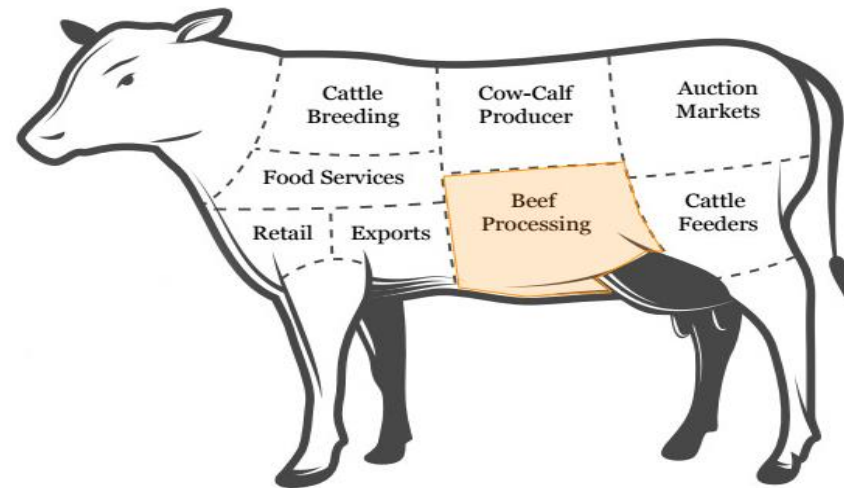 Cattle
Breeding
Cow-Calf
Producer
Auction
Markets
Food Services
Beef
Processing
Cattle
Feeders
Retail
Exports